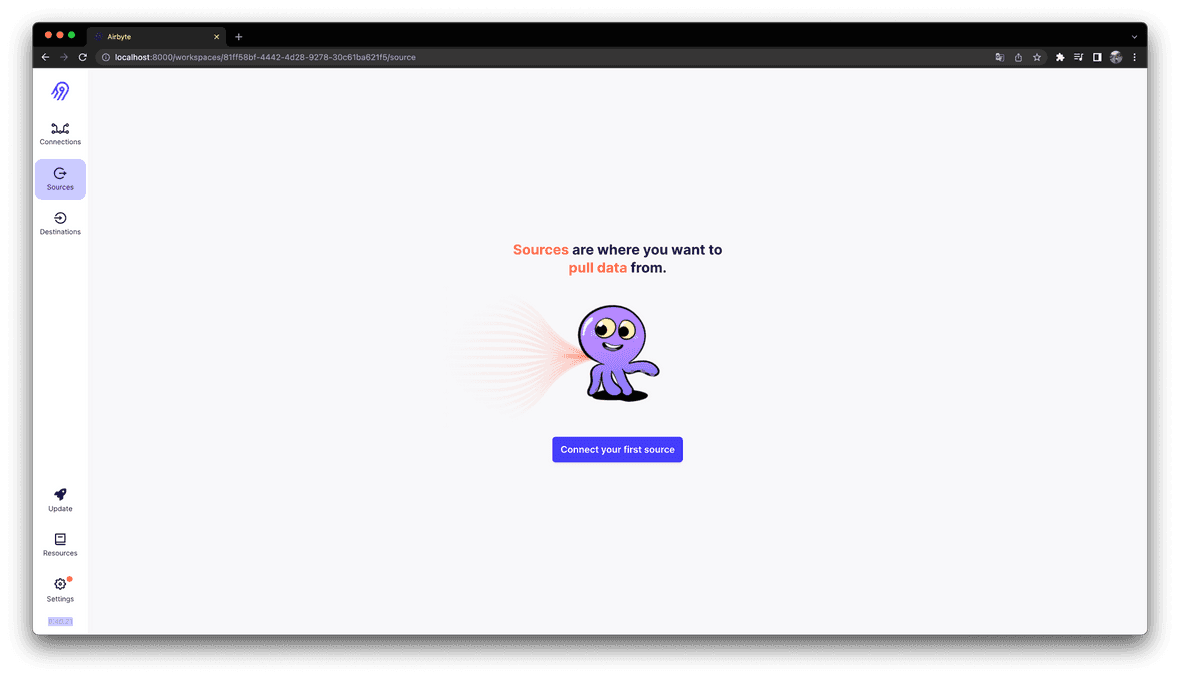 Airbyte
localhost:8000/workspaces/81ff58bf-4442-4d28-9278-30c61ba621f5/source
Connections
Sources
Destinations
Sources are where you want to
pull data from.
Connect your first source
Update
Resources
Settings